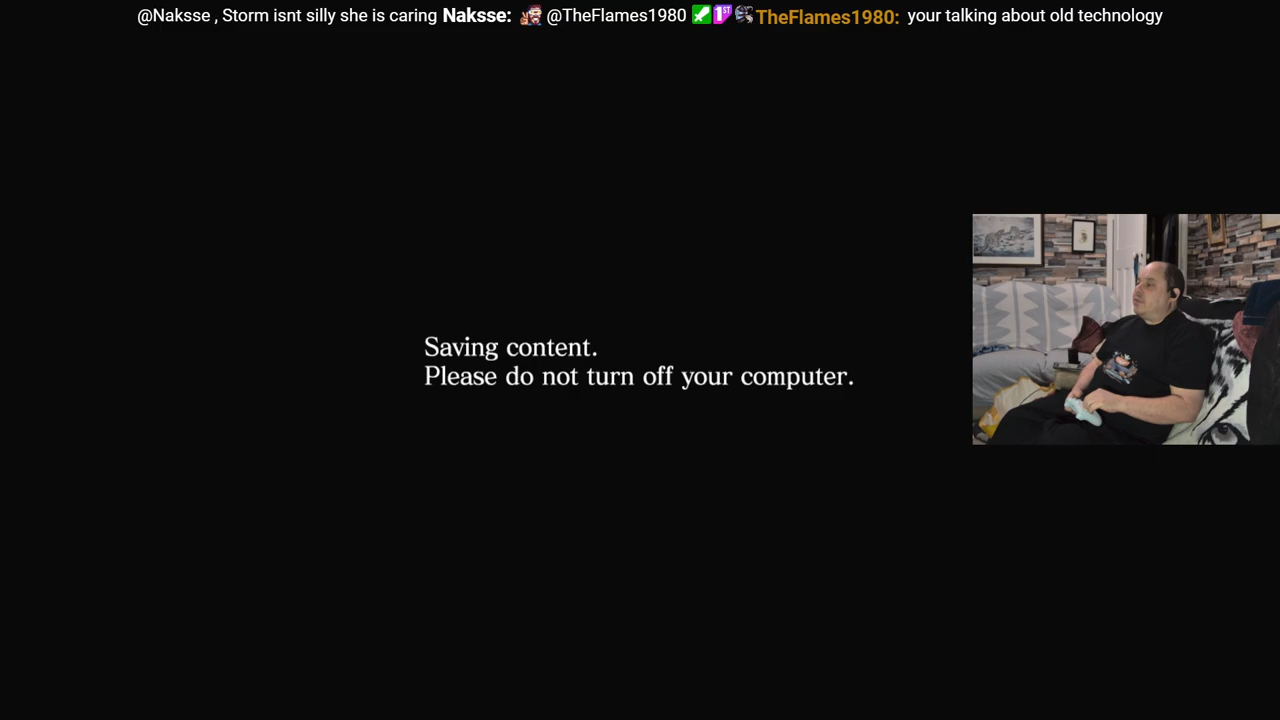 @Naksse , Storm isnt silly she is caring Naksse: @TheFlames1980 1ST TheFlames1980: your talking about old technology
Saving content.
Please do not turn off your computer.